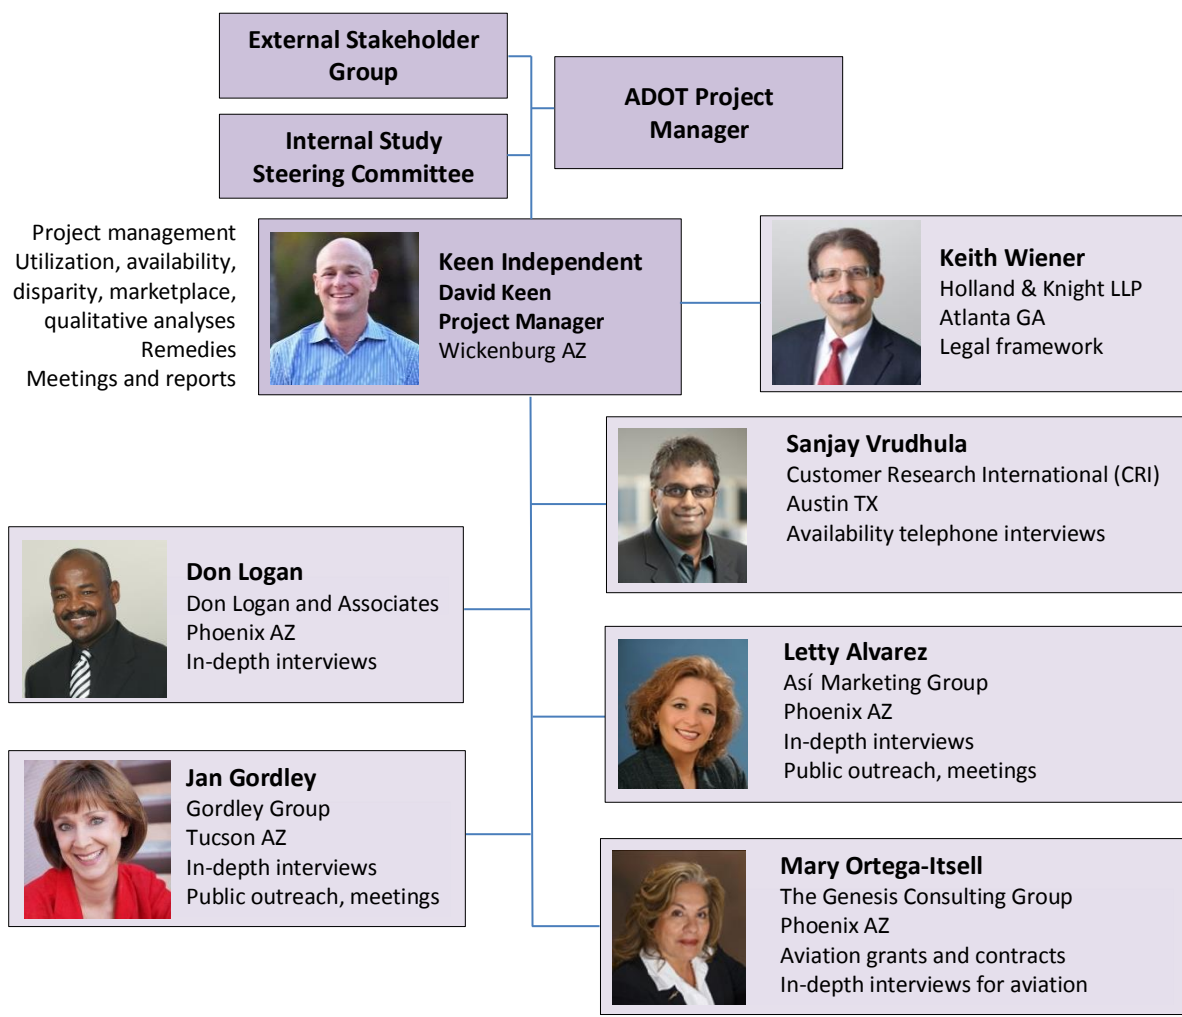 External Stakeholder
Group
ADOT Project
Manager
Internal Study
Steering Committee
Project management
Utilization, availability,
disparity, marketplace,
qualitative analyses
Remedies
Meetings and reports
Keen Independent
David Keen
Project Manager
Wickenburg AZ
Keith Wiener
Holland & Knight LLP
Atlanta GA
Legal framework
Sanjay Vrudhula
Customer Research International (CRI)
Austin TX
Availability telephone interviews
Don Logan
Don Logan and Associates
Phoenix AZ
In-depth interviews
Letty Alvarez
Así Marketing Group
Phoenix AZ
In-depth interviews
Public outreach, meetings
Jan Gordley
Gordley Group
Tucson AZ
In-depth interviews
Public outreach, meetings
Mary Ortega-Itsell
The Genesis Consulting Group
Phoenix AZ
Aviation grants and contracts
In-depth interviews for aviation